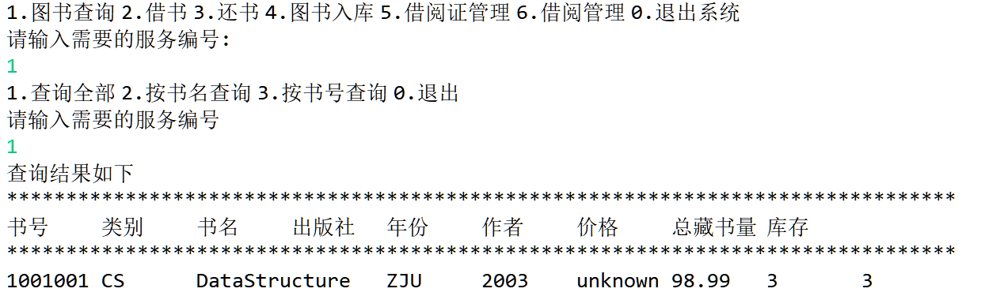 1.图书查询 2.借书 3.还书 4.图书入库 5.借阅证管理 6.借阅管理 0.退出系统
请输入需要的服务编号:
1
1.查询全部 2.按书名查询 3.按书号查询 0.退出
请输入需要的服务编号
1
查询结果如下
********************************************************************************
书号 类别 书名 出版社 年份 作者 价格 总藏书量 库存
********************************************************************************
1001001 CS DataStructure ZJU 2003 unknown 98.99 3 3